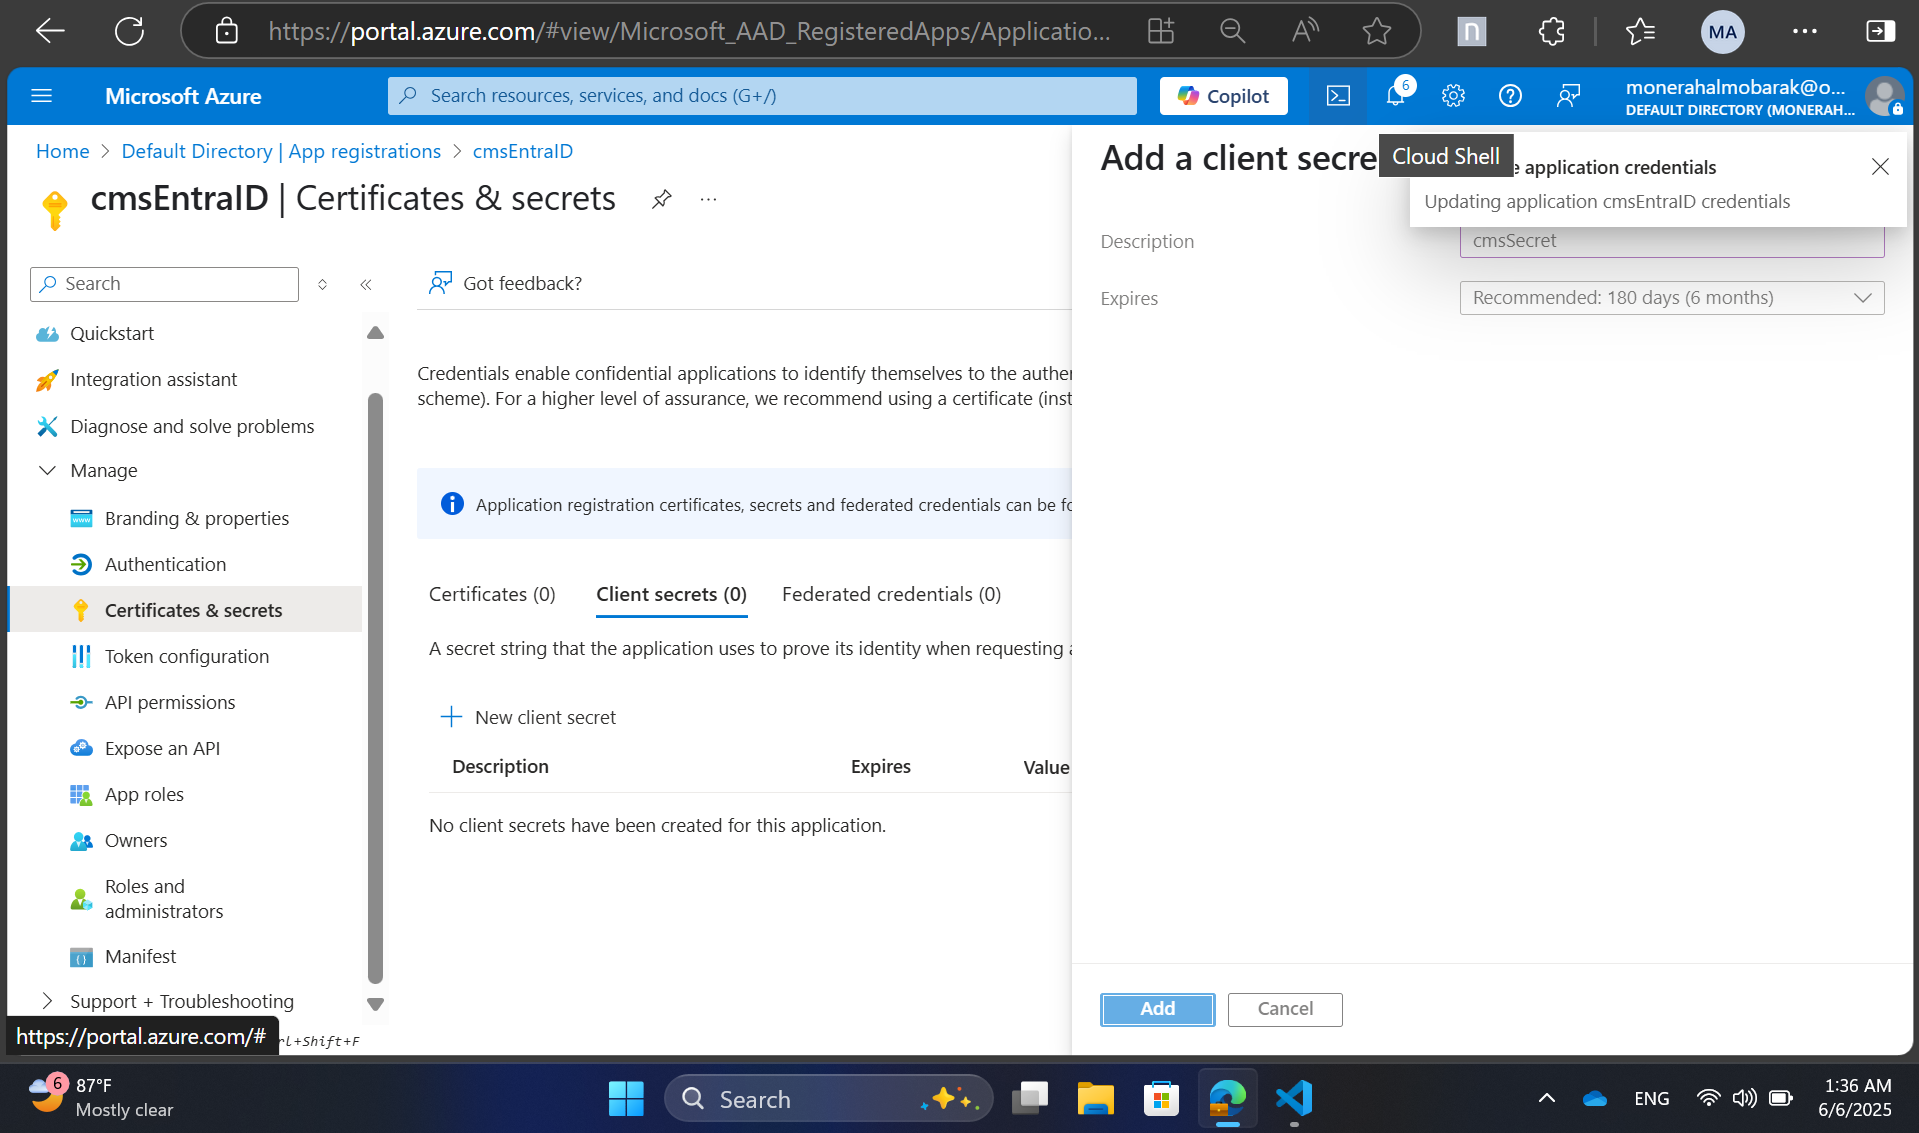 https://portal.azure.com/#view/Microsoft_AAD_RegisteredApps/Applicatio...
n
MA
Microsoft Azure
Search resources, services, and docs (G+/)
Copilot
6
monerahalmobarak@o...
DEFAULT DIRECTORY (MONERAH...
Home > Default Directory | App registrations > cmsEntraID
cmsEntraID | Certificates & secrets
Search
Quickstart
Integration assistant
Diagnose and solve problems
Manage
Branding & properties
Authentication
Certificates & secrets
Token configuration
API permissions
Expose an API
App roles
Owners
Roles and
administrators
Manifest
Support + Troubleshooting
https://portal.azure.com/#
rl+Shift+F
Got feedback?
Credentials enable confidential applications to identify themselves to the auther
scheme). For a higher level of assurance, we recommend using a certificate (inst
Application registration certificates, secrets and federated credentials can be fo
Certificates (0)
Client secrets (0)
Federated credentials (0)
A secret string that the application uses to prove its identity when requesting a
New client secret
Description
Expires
Value
No client secrets have been created for this application.
Add a client secre
Cloud Shell
e application credentials
Updating application cmsEntraID credentials
Description
cmsSecret
Expires
Recommended: 180 days (6 months)
Add
Cancel
6
87°F
Mostly clear
Search
ENG
1:36 AM
6/6/2025